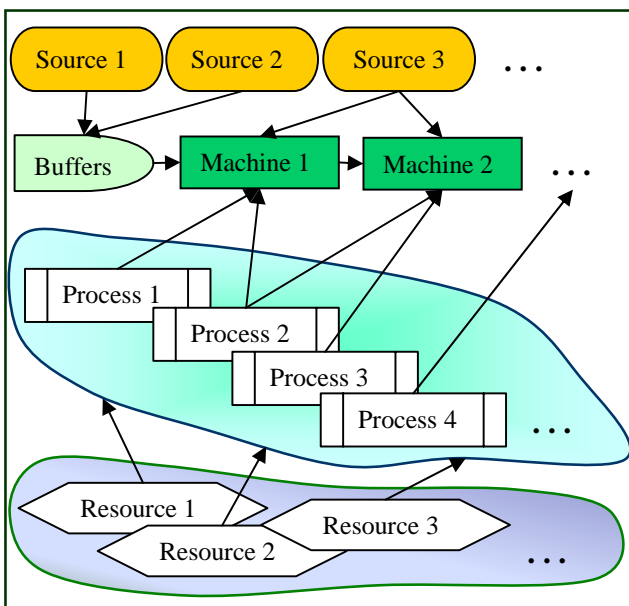 Source 1
Source 2
Source 3
...
Buffers
Machine 1
Machine 2
...
Process 1
Process 2
Process 3
Process 4
...
Resource 1
Resource 2
Resource 3
...